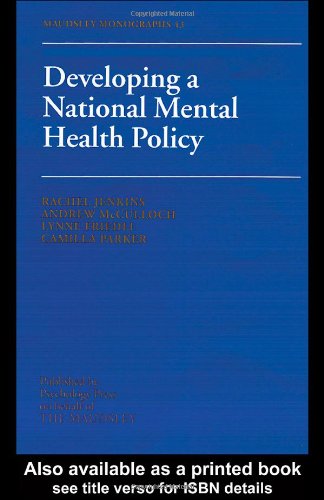 MAUDSLEY MONOGRAPHS 43
Developing a
National Mental
Health Policy
RACHEL JENKINS
ANDREW McCULLOCH
LYNNE FRIEDLI
CAMILLA PARKER
Published by
Psychology Press
on behalf of
THE MAUDSLEY
Also available as a printed book
see title verso for ISBN details